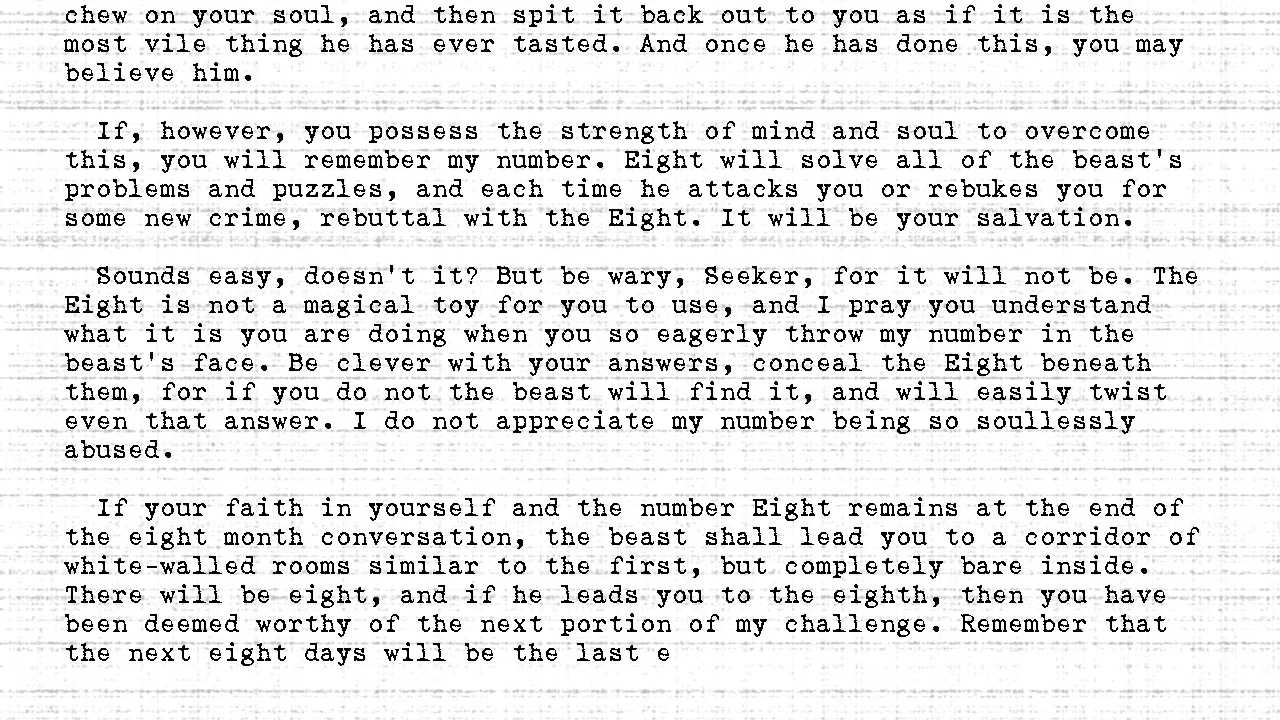 chew on your soul, and then spit it back out to you as if it is the
most vile thing he has ever tasted. And once he has done this, you may
believe him.
If, however, you possess the strength of mind and soul to overcome
this, you will remember my number. Eight will solve all of the beast's
problems and puzzles, and each time he attacks you or rebukes you for
some new crime, rebuttal with the Eight. It will be your salvation.
Sounds easy, doesn't it? But be wary, Seeker, for it will not be. The
Eight is not a magical toy for you to use, and I pray you understand
what it is you are doing when you so eagerly throw my number in the
beast's face. Be clever with your answers, conceal the Eight beneath
them, for if you do not the beast will find it, and will easily twist
even that answer. I do not appreciate my number being so soullessly
abused.
If your faith in yourself and the number Eight remains at the end of
the eight month conversation, the beast shall lead you to a corridor of
white-walled rooms similar to the first, but completely bare inside.
There will be eight, and if he leads you to the eighth, then you have
been deemed worthy of the next portion of my challenge. Remember that
the next eight days will be the last e